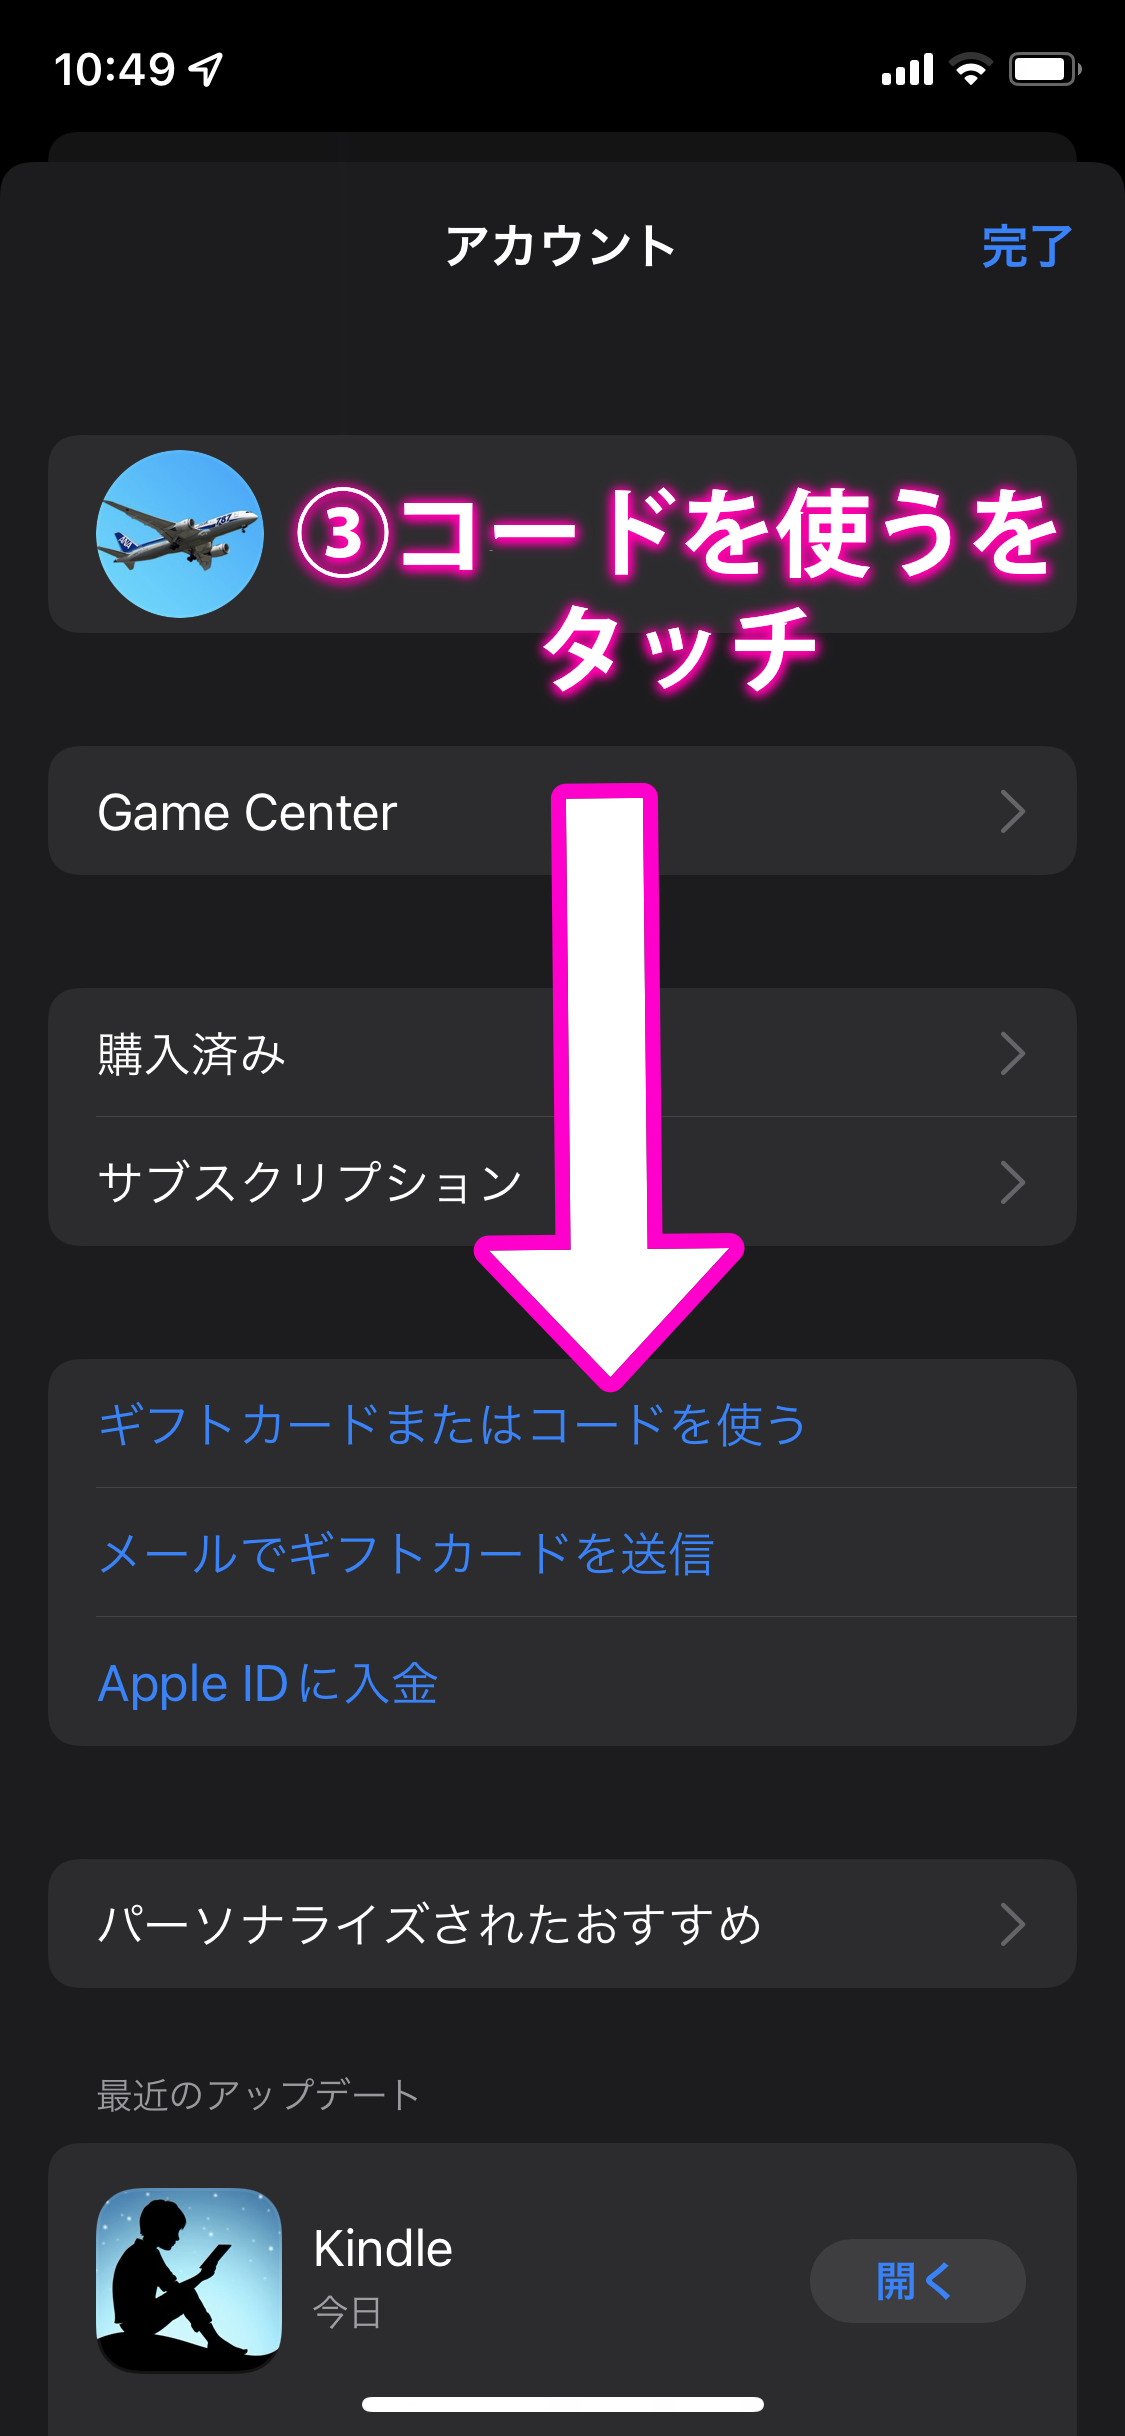 10:49
アカウント
完了
③コードを使うを
タッチ
787
ANA
Game Center
購入済み
サブスクリプション
ギフトカードまたはコードを使う
メールでギフトカードを送信
Apple IDに入金
パーソナライズされたおすすめ
最近のアップデート
Kindle
今日
開く